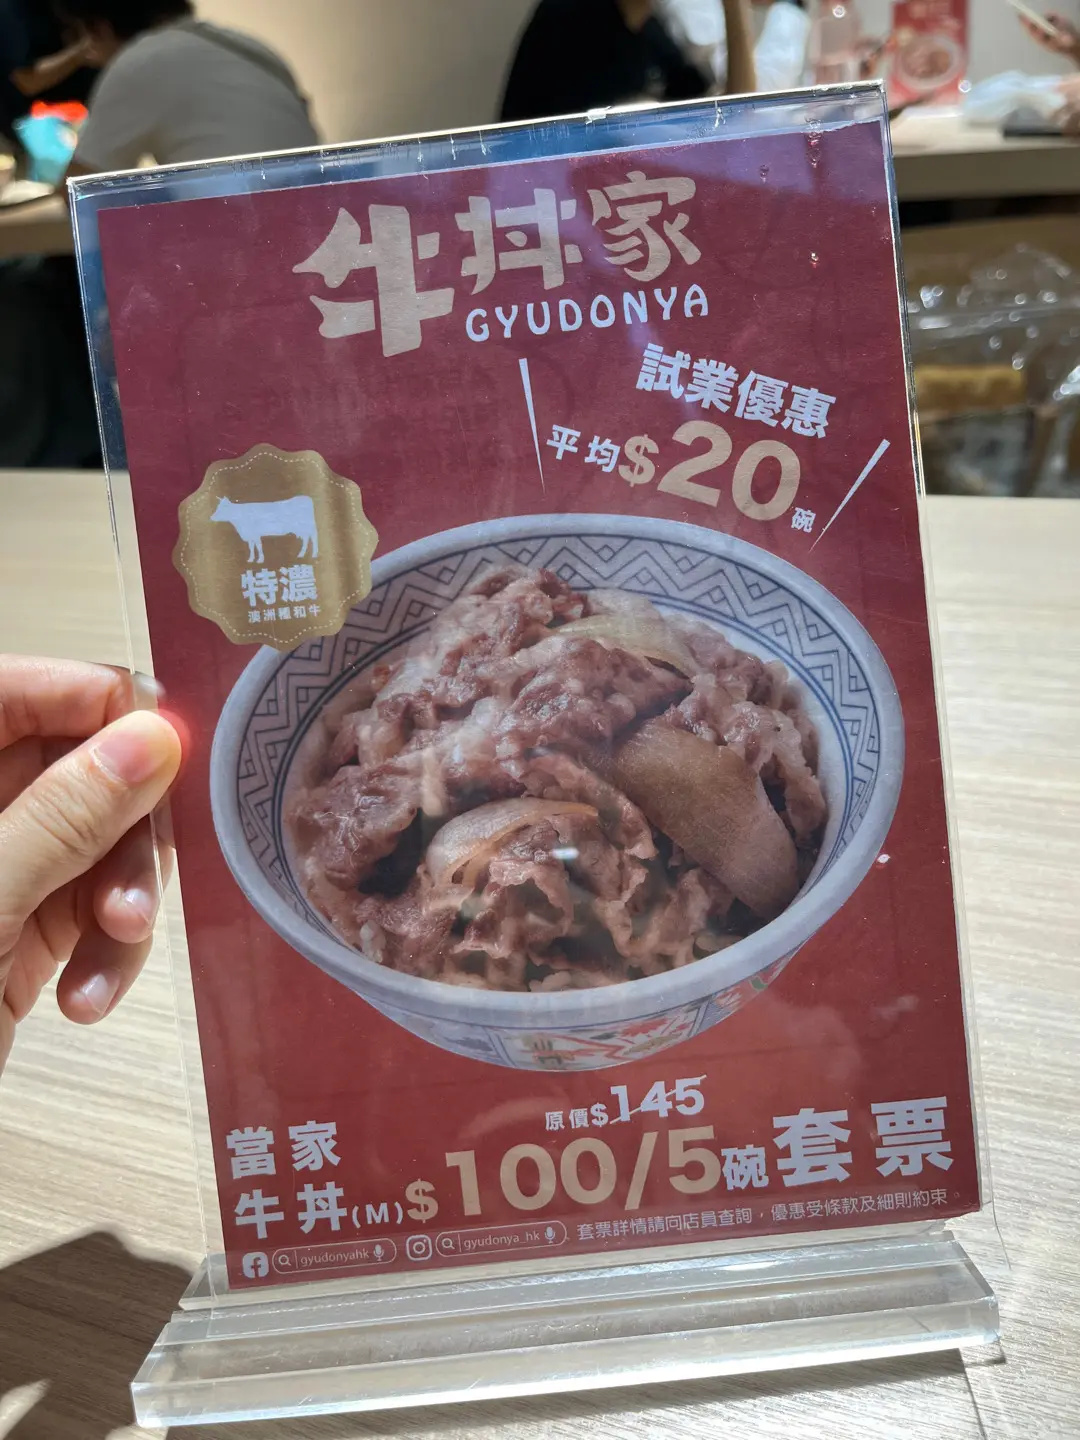 牛丼家
GYUDONYA
試業優惠
平均$20碗
特濃
澳洲種和牛
原價$145
當家
牛丼(M)$100/5碗套票
套票詳情請向店員查詢，優惠受條款及細則約束。
gyudonyahk
gyudonya_hk